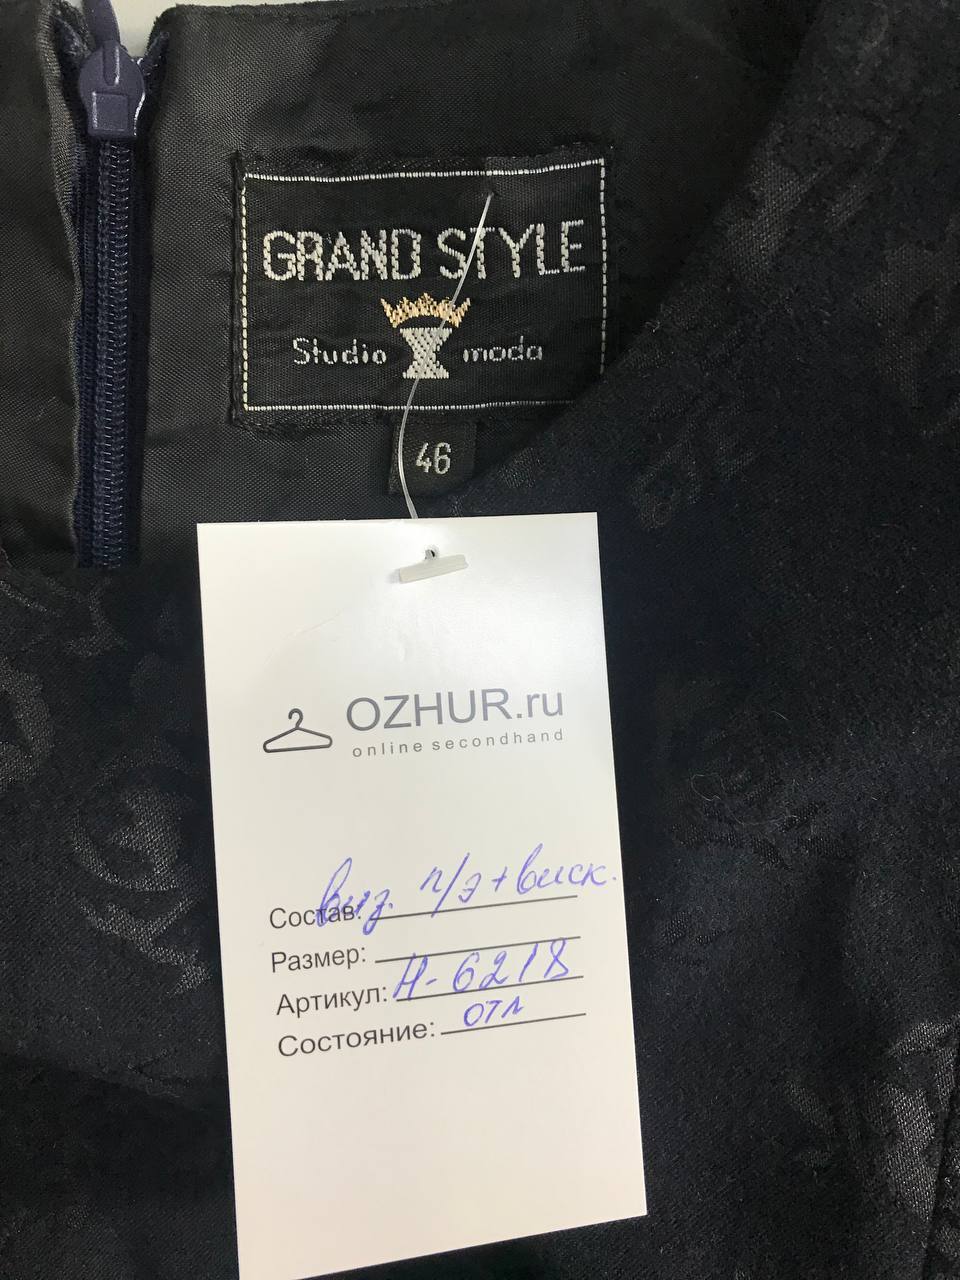 GRAND STYLE
Studio moda
46
OZHUR.ru
online secondhand
Состав: виз. п/э + виск.
Размер:
Артикул: Н-6218
Состояние: отл